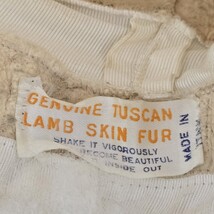 GENUINE TUSCAN
LAMB SKIN FUR
SHAKE IT VIGOROUSLY
BECOME BEAUTIFUL
INSIDE OUT
MADE IN